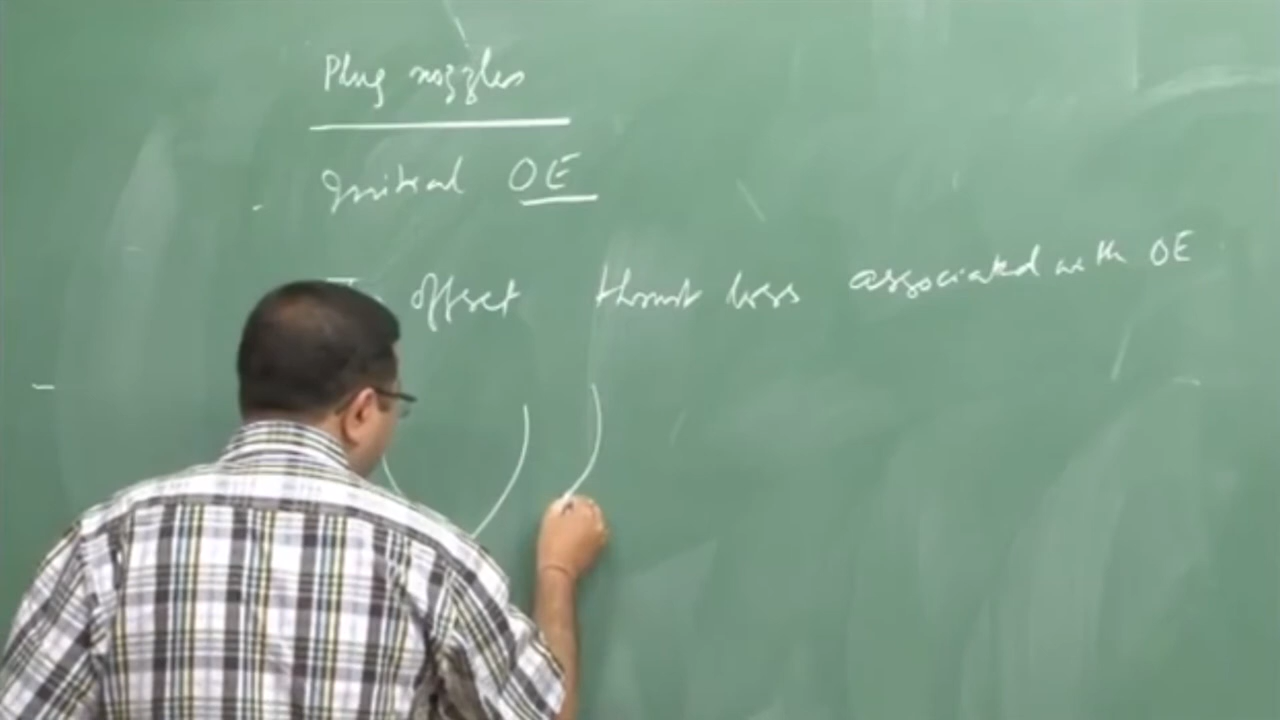 Plug nozzles
Initial OE
To offset thrust loss associated with OE